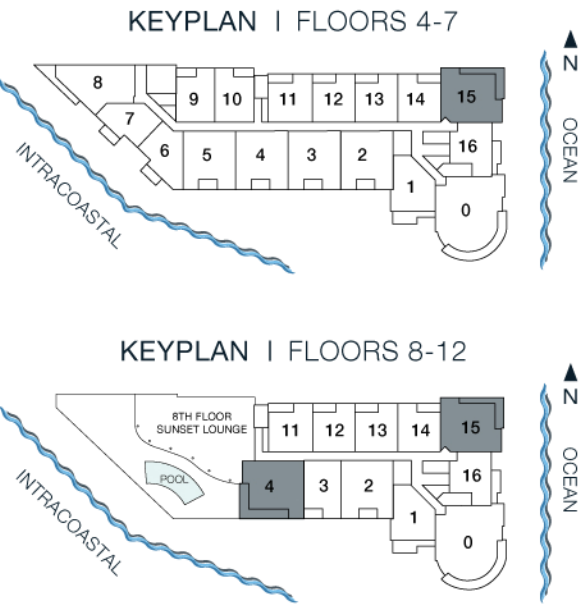 KEYPLAN | FLOORS 4-7
N
8
9
10
11
12
13
14
15
7
6
5
4
3
2
16
1
0
INTRACOASTAL
OCEAN
KEYPLAN | FLOORS 8-12
N
8TH FLOOR
SUNSET LOUNGE
11
12
13
14
15
POOL
4
3
2
16
1
0
INTRACOASTAL
OCEAN